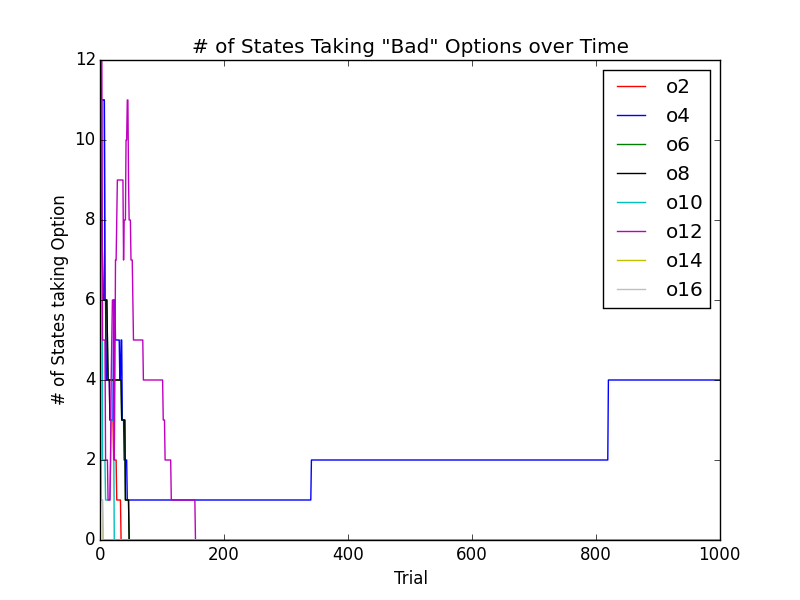 # of States Taking "Bad" Options over Time
# of States taking Option
12
10
8
6
4
2
0
0 200 400 600 800 1000
Trial
o2
o4
o6
o8
o10
o12
o14
o16